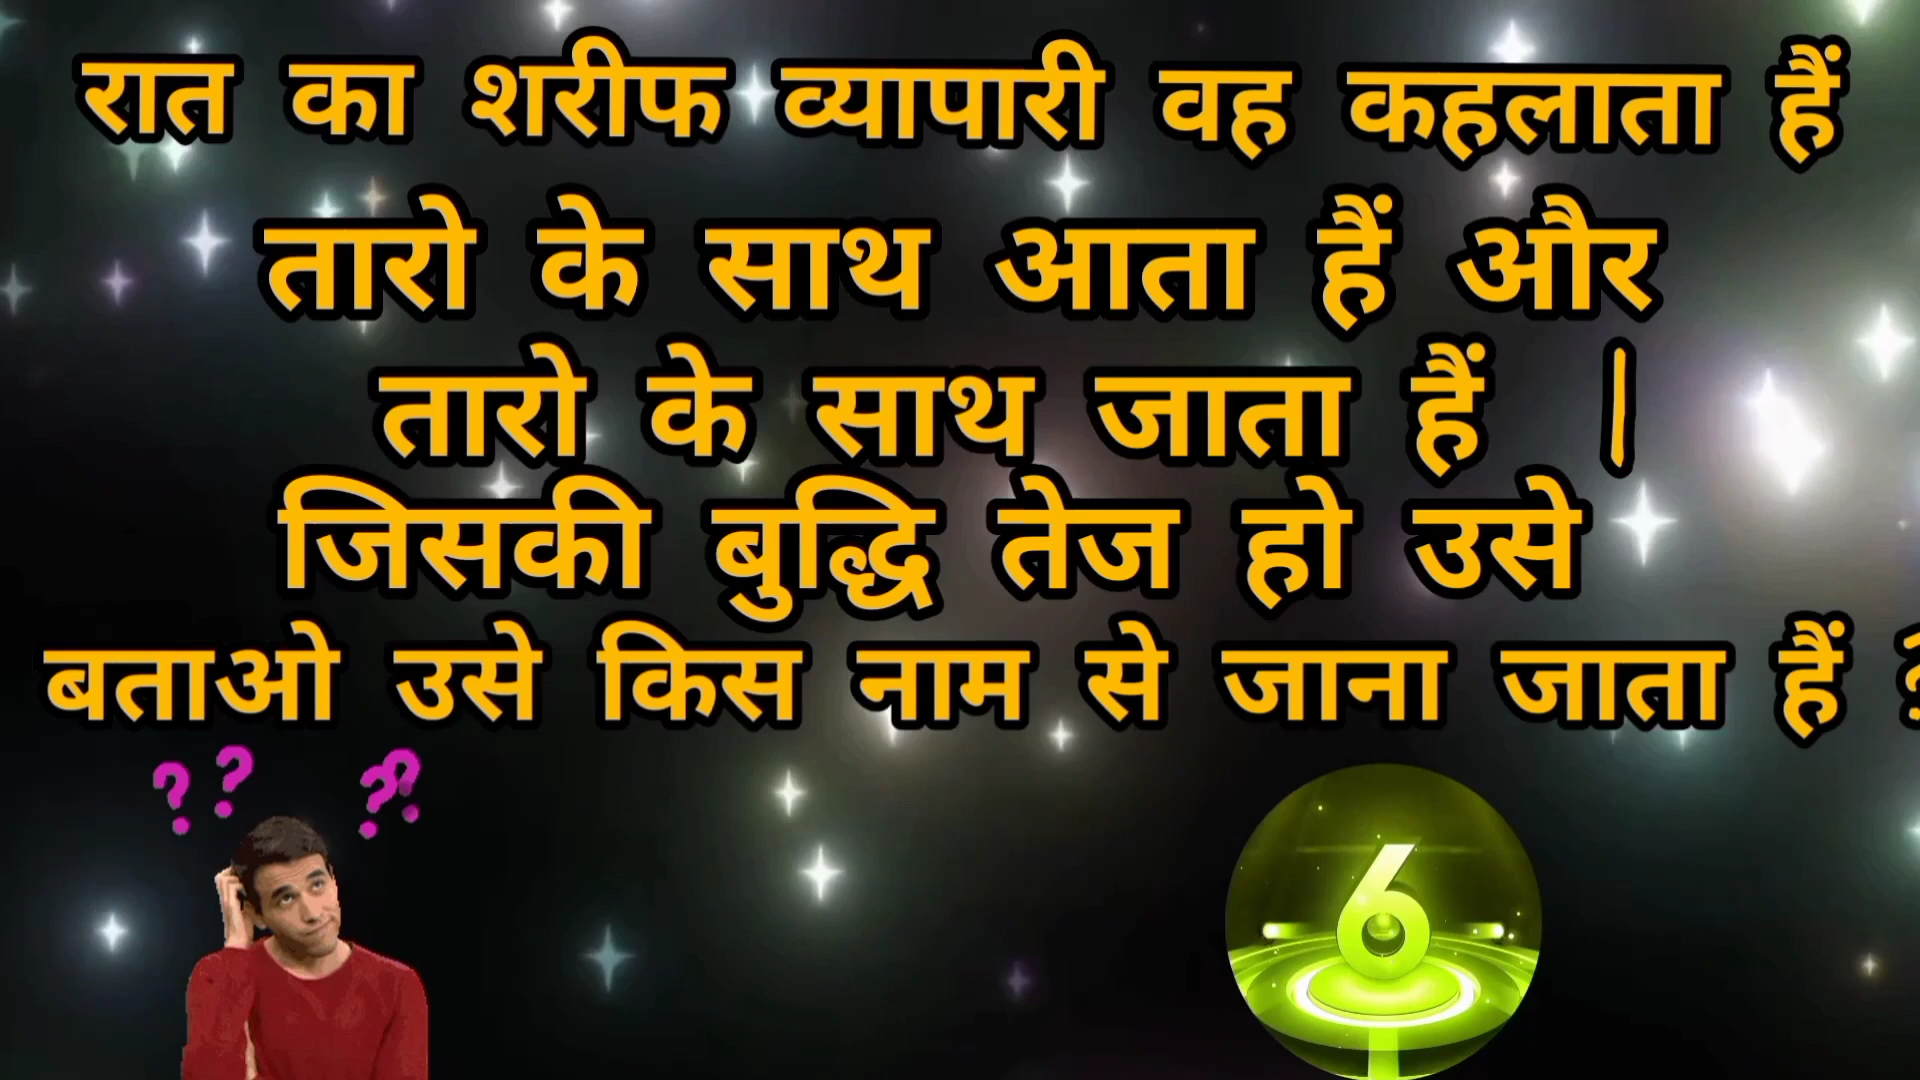 रात का शरीफ व्यापारी वह कहलाता हैं
तारो के साथ आता हैं और
तारो के साथ जाता हैं |
जिसकी बुद्धि तेज हो उसे
बताओ उसे किस नाम से जाना जाता हैं ?
? ? ? ?
6